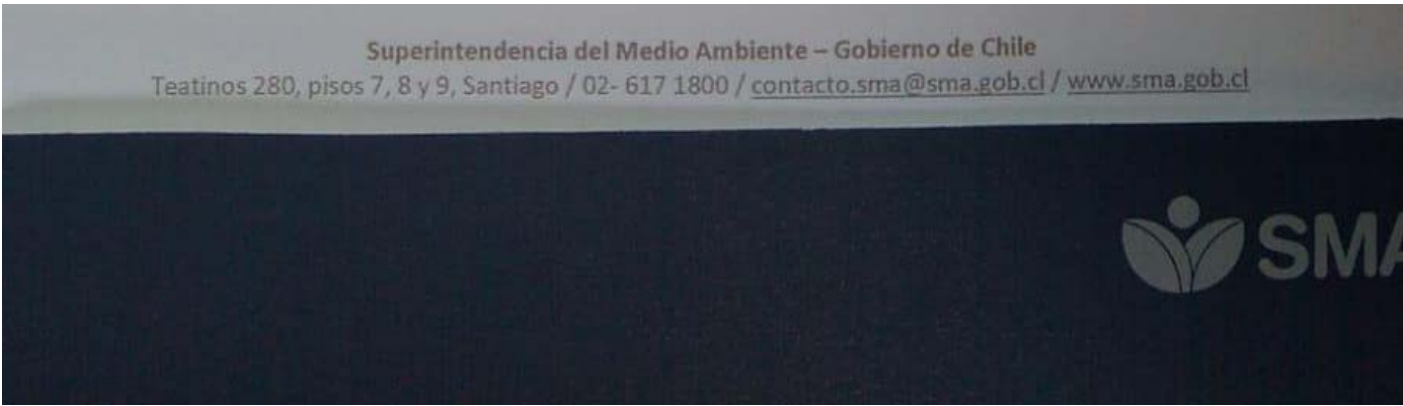 Superintendencia del Medio Ambiente – Gobierno de Chile
Teatinos 280, pisos 7, 8 y 9, Santiago / 02- 617 1800 / contacto.sma@sma.gob.cl / www.sma.gob.cl
SMA